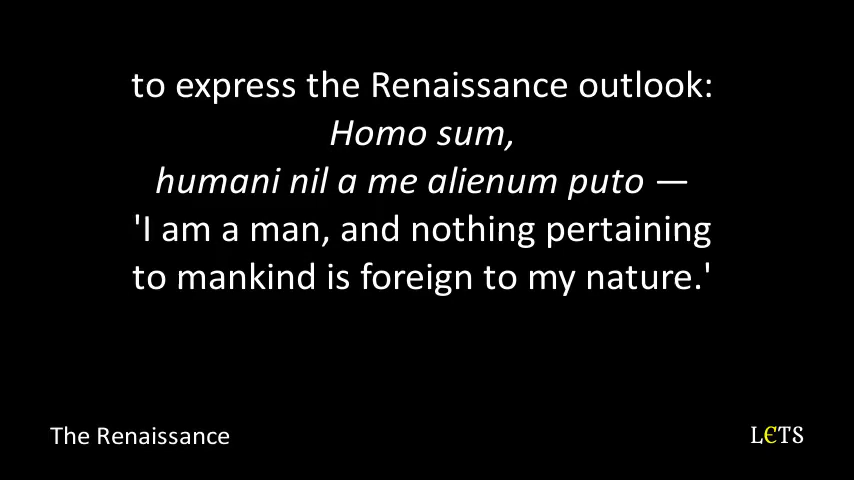 to express the Renaissance outlook:
Homo sum,
humani nil a me alienum puto —
'I am a man, and nothing pertaining
to mankind is foreign to my nature.'
The Renaissance
LЄTS